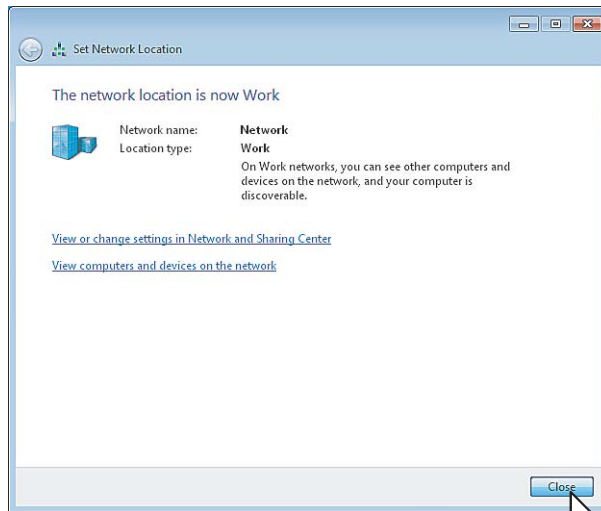 Set Network Location
The network location is now Work
Network name: Network
Location type: Work
On Work networks, you can see other computers and
devices on the network, and your computer is
discoverable.
View or change settings in Network and Sharing Center
View computers and devices on the network
Close